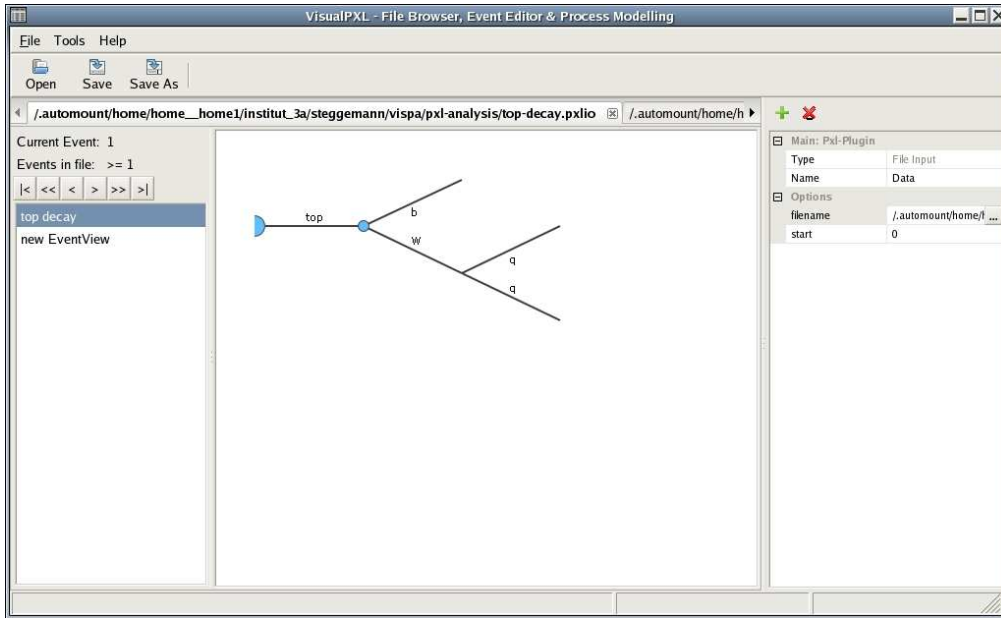 VisualPXL - File Browser, Event Editor & Process Modelling
File Tools Help
Open Save Save As
/.automount/home/home__home1/institut_3a/steggemann/vispa/pxl-analysis/top-decay.pxlio /.automount/home/h
Current Event: 1
Events in file: >= 1
|< << < > >> >|
top decay
new EventView
top
b
W
q
q
Main: Pxl-Plugin
Type File Input
Name Data
Options
filename /.automount/home/h ...
start 0